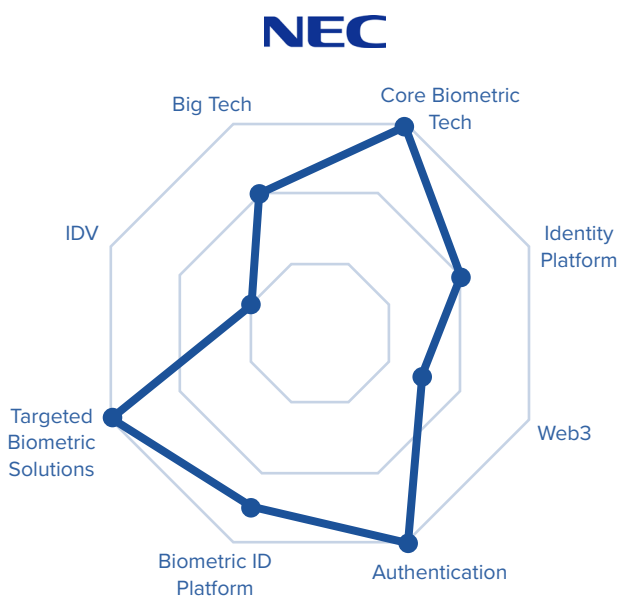 NEC
Big Tech
Core Biometric
Tech
IDV
Identity
Platform
Targeted
Biometric
Solutions
Web3
Biometric ID
Platform
Authentication